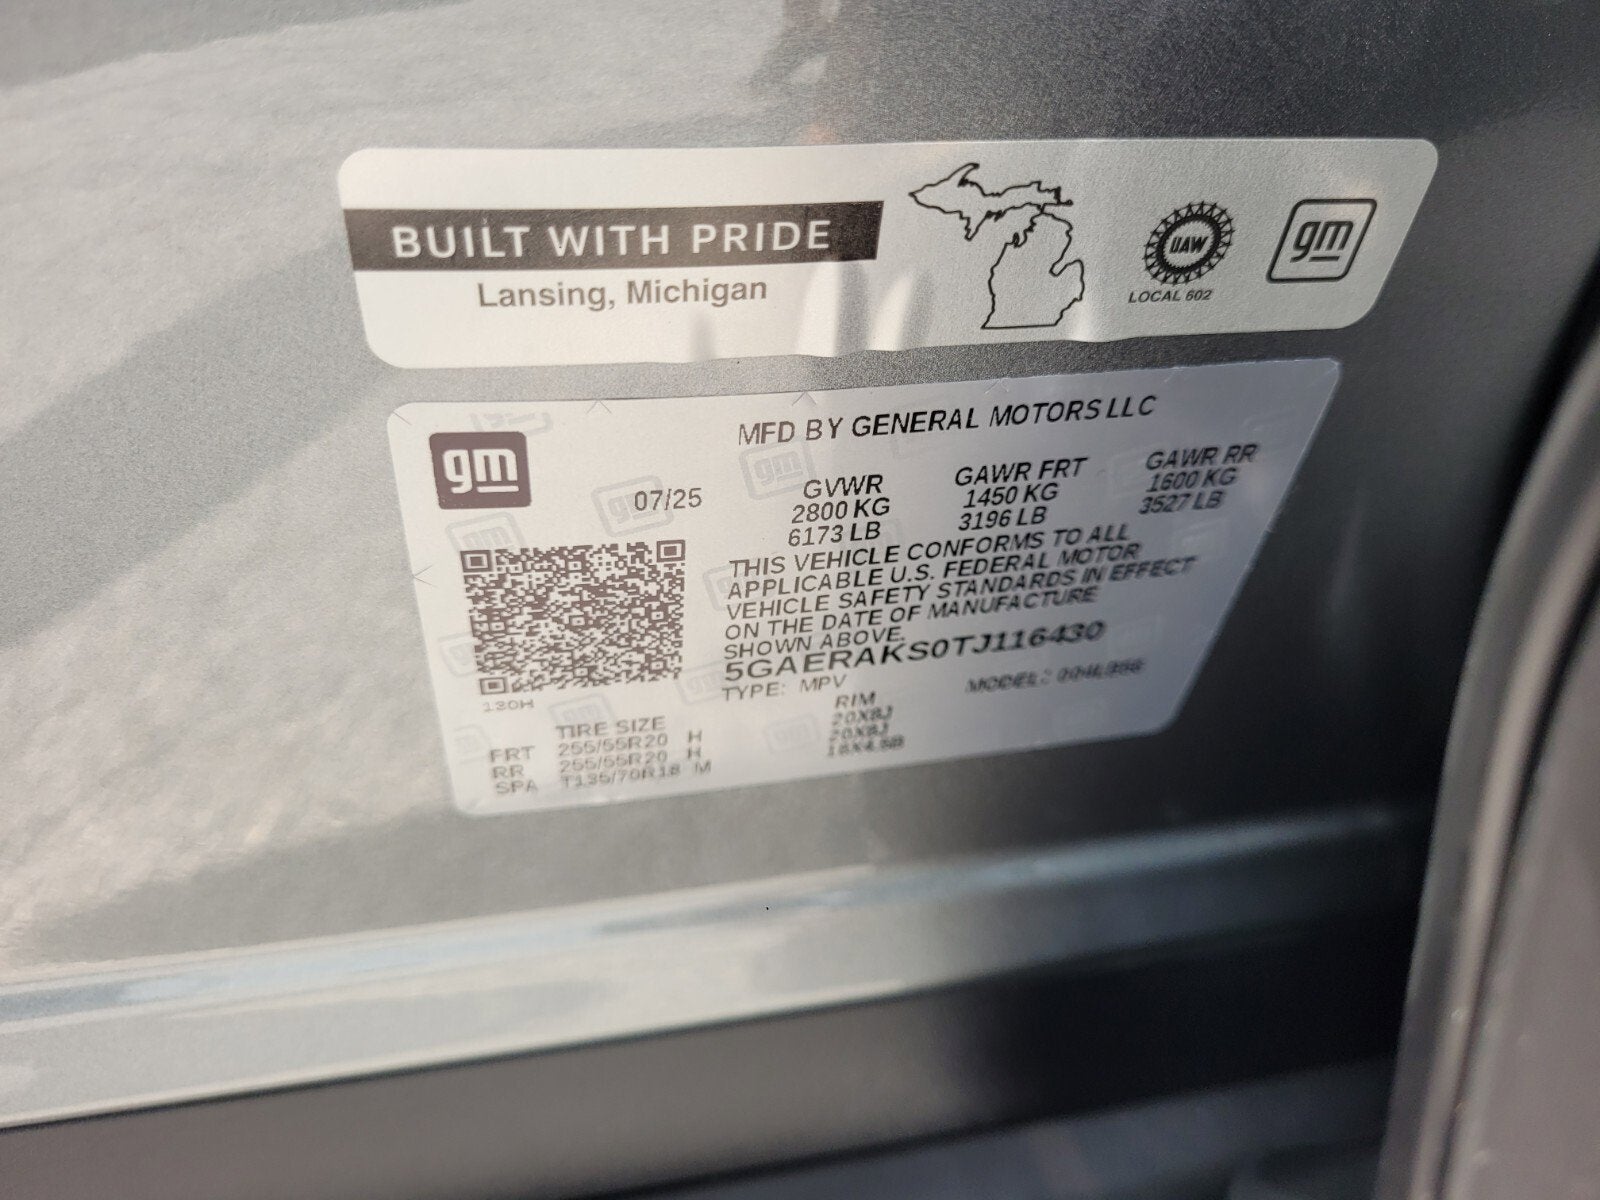 BUILT WITH PRIDE
Lansing, Michigan
UAW
LOCAL 602
gm
gm
MFD BY GENERAL MOTORS LLC
07/25
GVWR GAWR FRT GAWR RR
2800 KG 1450 KG 1600 KG
6173 LB 3196 LB 3527 LB
THIS VEHICLE CONFORMS TO ALL
APPLICABLE U.S. FEDERAL MOTOR
VEHICLE SAFETY STANDARDS IN EFFECT
ON THE DATE OF MANUFACTURE
SHOWN ABOVE.
5GAERAKS0TJ116430
TYPE: MPV MODEL:
130H
TIRE SIZE RIM
FRT 255/55R20 H 20X8J
RR 255/55R20 H 20X8J
SPA T135/70R18 M 18X4.5B